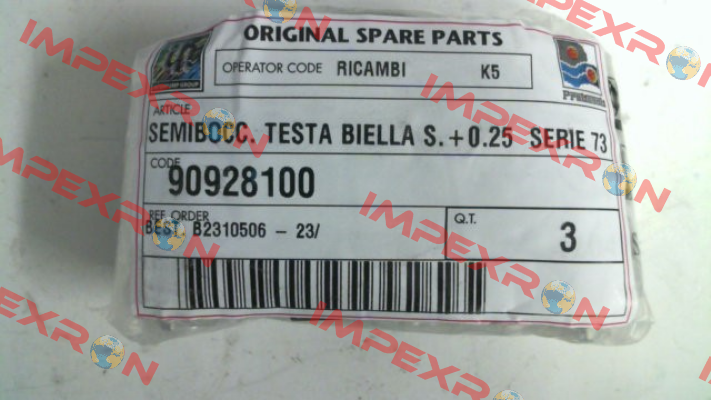 ORIGINAL SPARE PARTS
OPERATOR CODE RICAMBI K5
ARTICLE
SEMIBOCC. TESTA BIELLA S.+0.25 SERIE 73
CODE
90928100
REF. ORDER
BEST. B2310506 - 23/
Q.T.
3
IMPEXRON